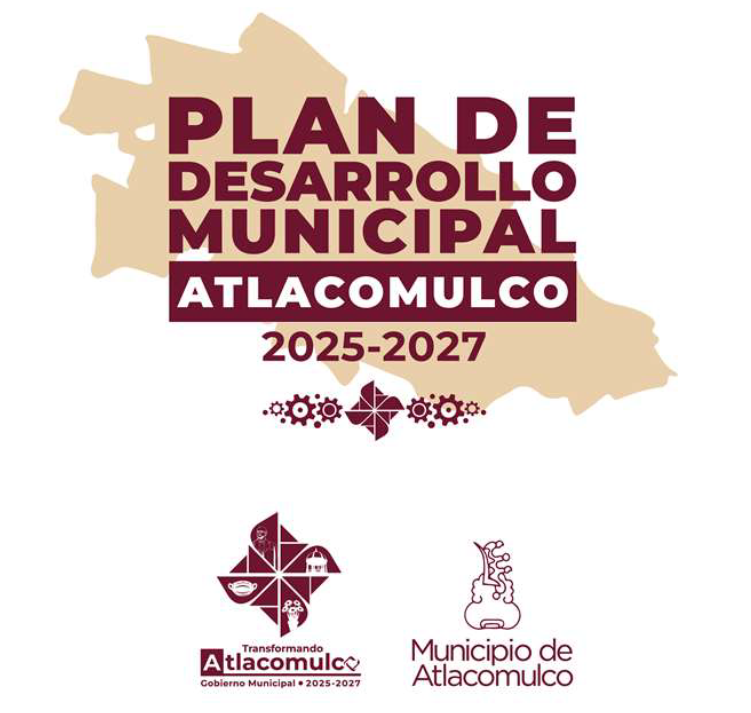 PLAN DE
DESARROLLO
MUNICIPAL
ATLACOMULCO
2025-2027
Transformando
Atlacomulco
Gobierno Municipal • 2025-2027
Municipio de
Atlacomulco